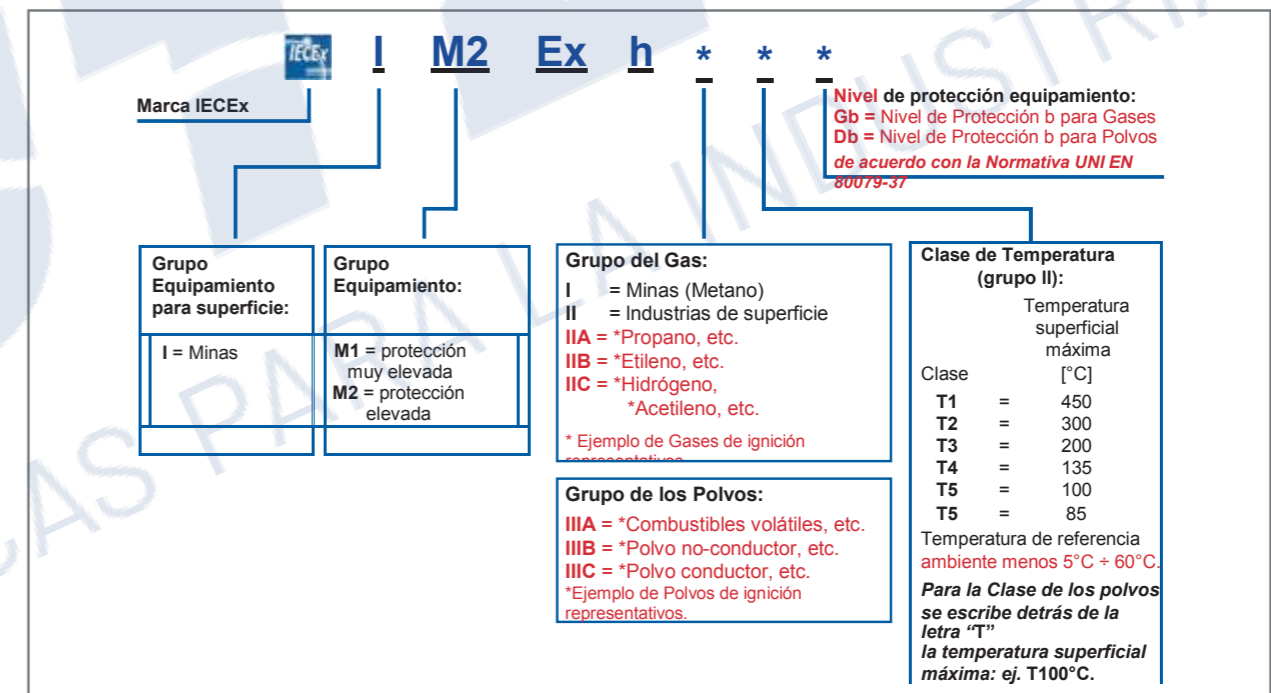 IECEx I M2 Ex h * * *
Marca IECEx
Nivel de protección equipamiento:
Gb = Nivel de Protección b para Gases
Db = Nivel de Protección b para Polvos
de acuerdo con la Normativa UNI EN
80079-37
Grupo
Equipamiento
para superficie:
I = Minas
Grupo
Equipamiento:
M1 = protección
muy elevada
M2 = protección
elevada
Grupo del Gas:
I = Minas (Metano)
II = Industrias de superficie
IIA = *Propano, etc.
IIB = *Etileno, etc.
IIC = *Hidrógeno,
*Acetileno, etc.
* Ejemplo de Gases de ignición
representativos
Grupo de los Polvos:
IIIA = *Combustibles volátiles, etc.
IIIB = *Polvo no-conductor, etc.
IIIC = *Polvo conductor, etc.
*Ejemplo de Polvos de ignición
representativos.
Clase de Temperatura
(grupo II):
Temperatura
superficial
máxima
Clase [°C]
T1 = 450
T2 = 300
T3 = 200
T4 = 135
T5 = 100
T5 = 85
Temperatura de referencia
ambiente menos 5°C ÷ 60°C.
Para la Clase de los polvos
se escribe detrás de la
letra “T”
la temperatura superficial
máxima: ej. T100°C.
CAS PARA LA INDUSTRIA